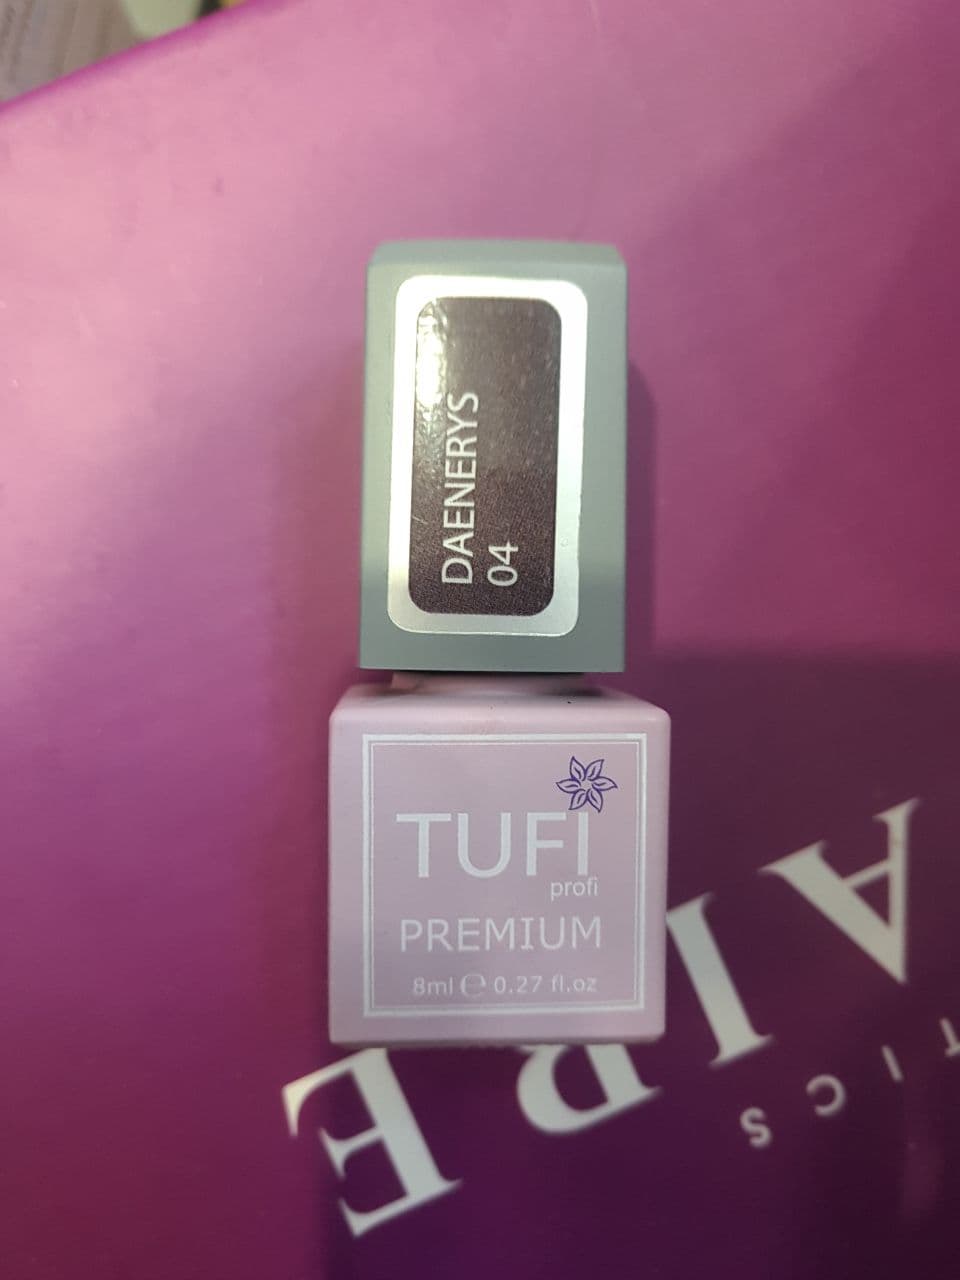 DAENERYS
04
TUFI
profi
PREMIUM
8ml ℮ 0.27 fl.oz
AIRE
TICS